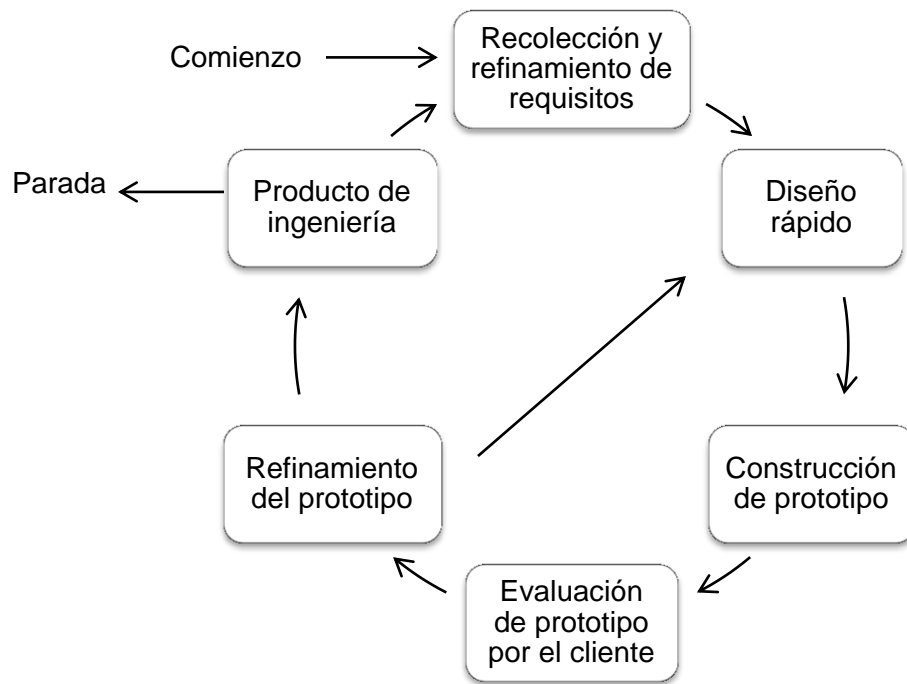 Comienzo
Recolección y
refinamiento de
requisitos
Parada
Producto de
ingeniería
Diseño
rápido
Refinamiento
del prototipo
Construcción
de prototipo
Evaluación
de prototipo
por el cliente